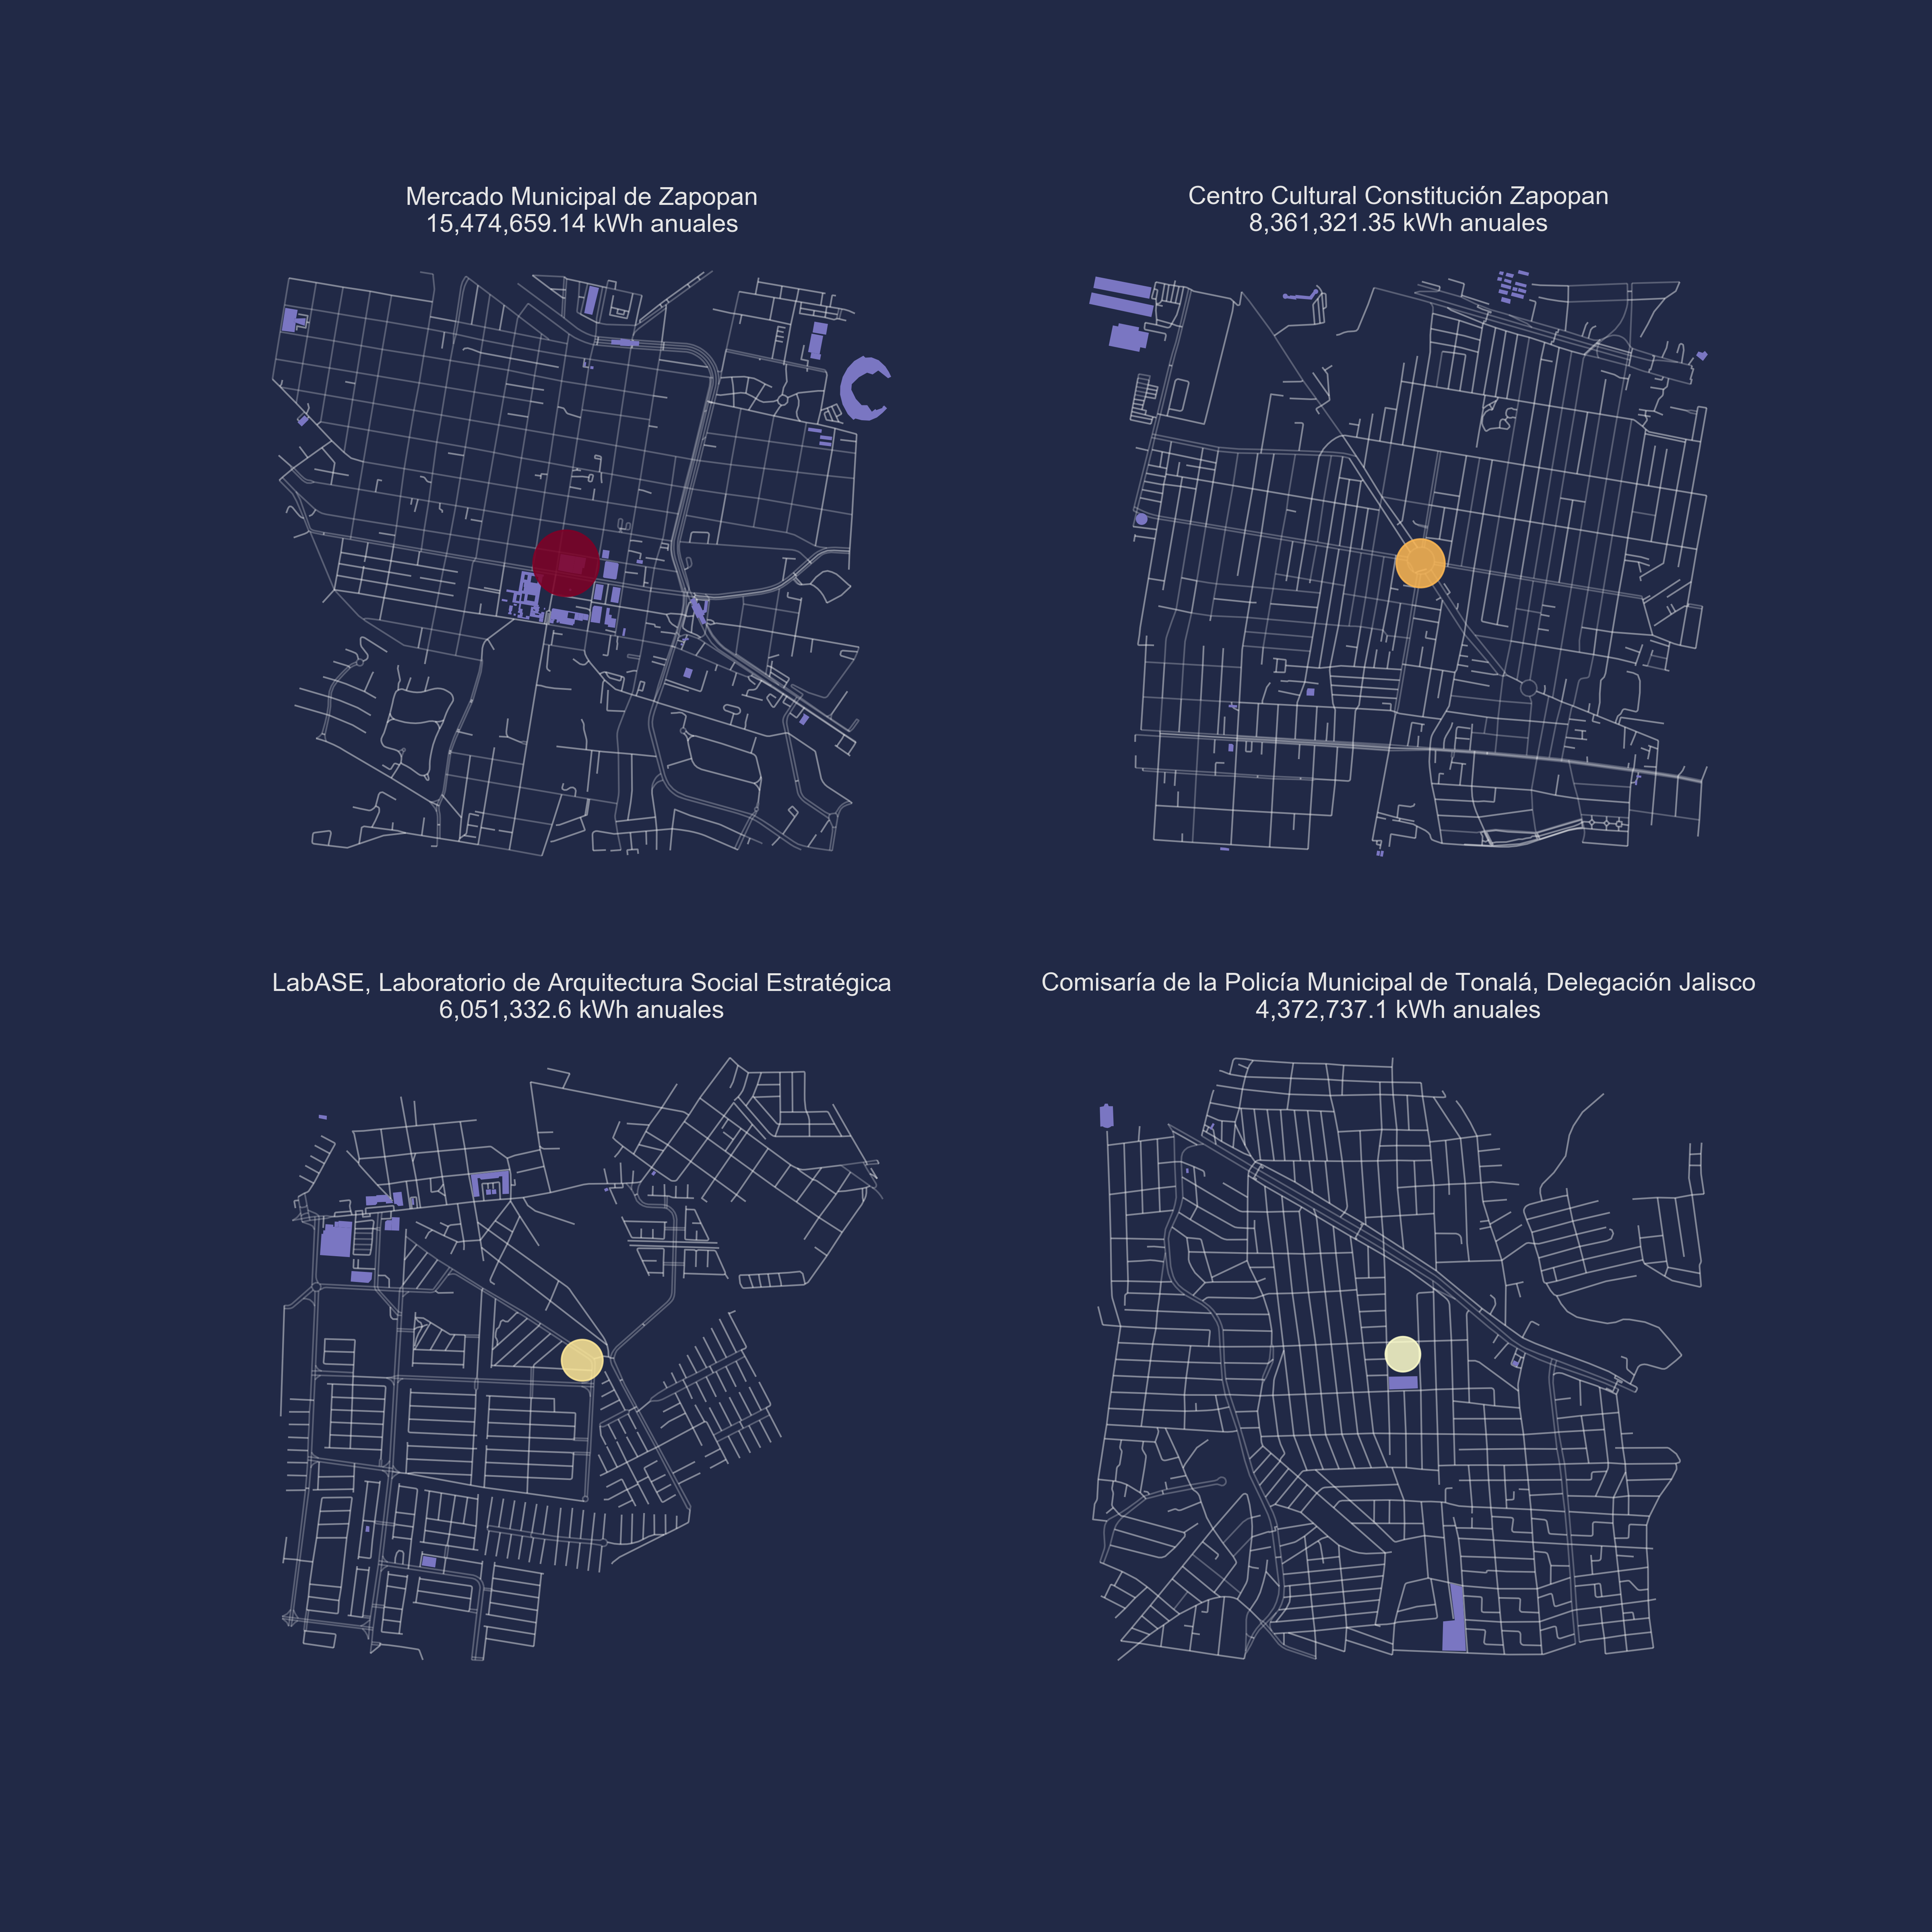 Mercado Municipal de Zapopan
15,474,659.14 kWh anuales
Centro Cultural Constitución Zapopan
8,361,321.35 kWh anuales
LabASE, Laboratorio de Arquitectura Social Estratégica
6,051,332.6 kWh anuales
Comisaría de la Policía Municipal de Tonalá, Delegación Jalisco
4,372,737.1 kWh anuales